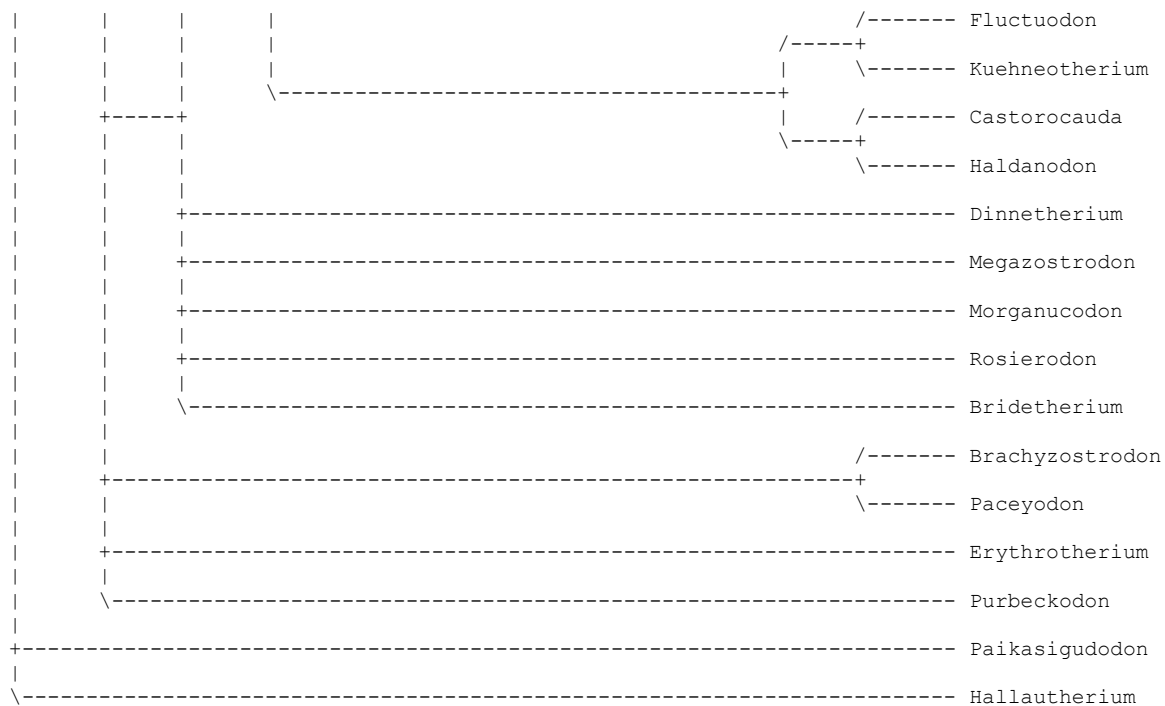 Fluctuodon
Kuehneotherium
Castorocauda
Haldanodon
Dinnetherium
Megazostrodon
Morganucodon
Rosierodon
Bridetherium
Brachyzostrodon
Paceyodon
Erythrotherium
Purbeckodon
Paikasigudodon
Hallautherium